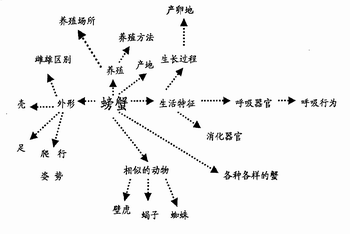 产卵地
养殖场所
养殖方法
雌雄区别
产地
生长过程
养殖
壳
外形
螃蟹
生活特征
呼吸器官
呼吸行为
足
爬行
姿势
消化器官
相似的动物
各种各样的蟹
壁虎
蝎子
蜘蛛